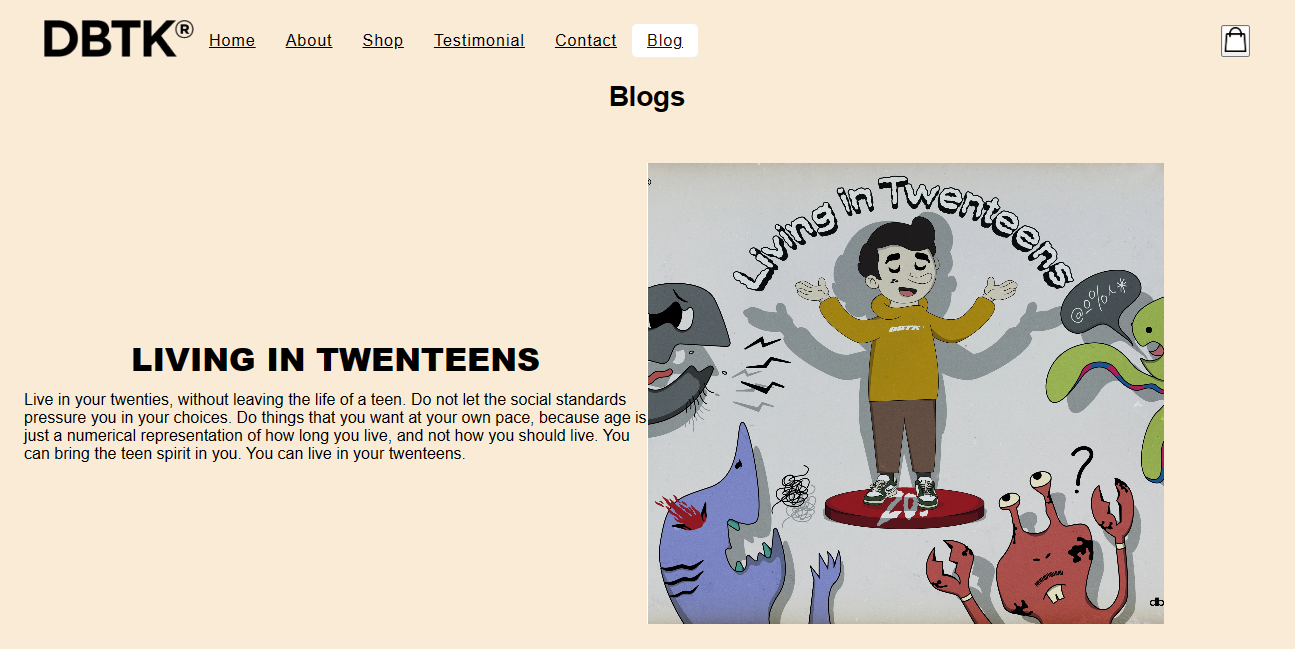 DBTK®
Home About Shop Testimonial Contact Blog
Blogs
Living in Twenteens
@o%^*
DBTK
20s
?
db
LIVING IN TWENTEENS
Live in your twenties, without leaving the life of a teen. Do not let the social standards
pressure you in your choices. Do things that you want at your own pace, because age is
just a numerical representation of how long you live, and not how you should live. You
can bring the teen spirit in you. You can live in your twenteens.